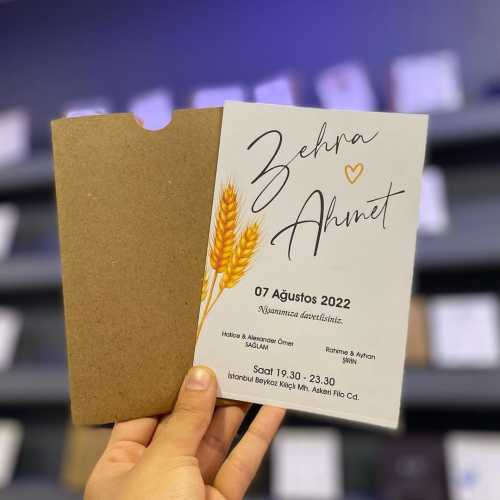 Zehra
Ahmet
07 Ağustos 2022
Nişanımıza davetlisiniz.
Hatice & Alexander Ömer
SAĞLAM
Rahme & Ayhan
ŞİRİN
Saat 19.30 - 23.30
İstanbul Beykoz Kılıçlı Mh. Askeri Filo Cd.